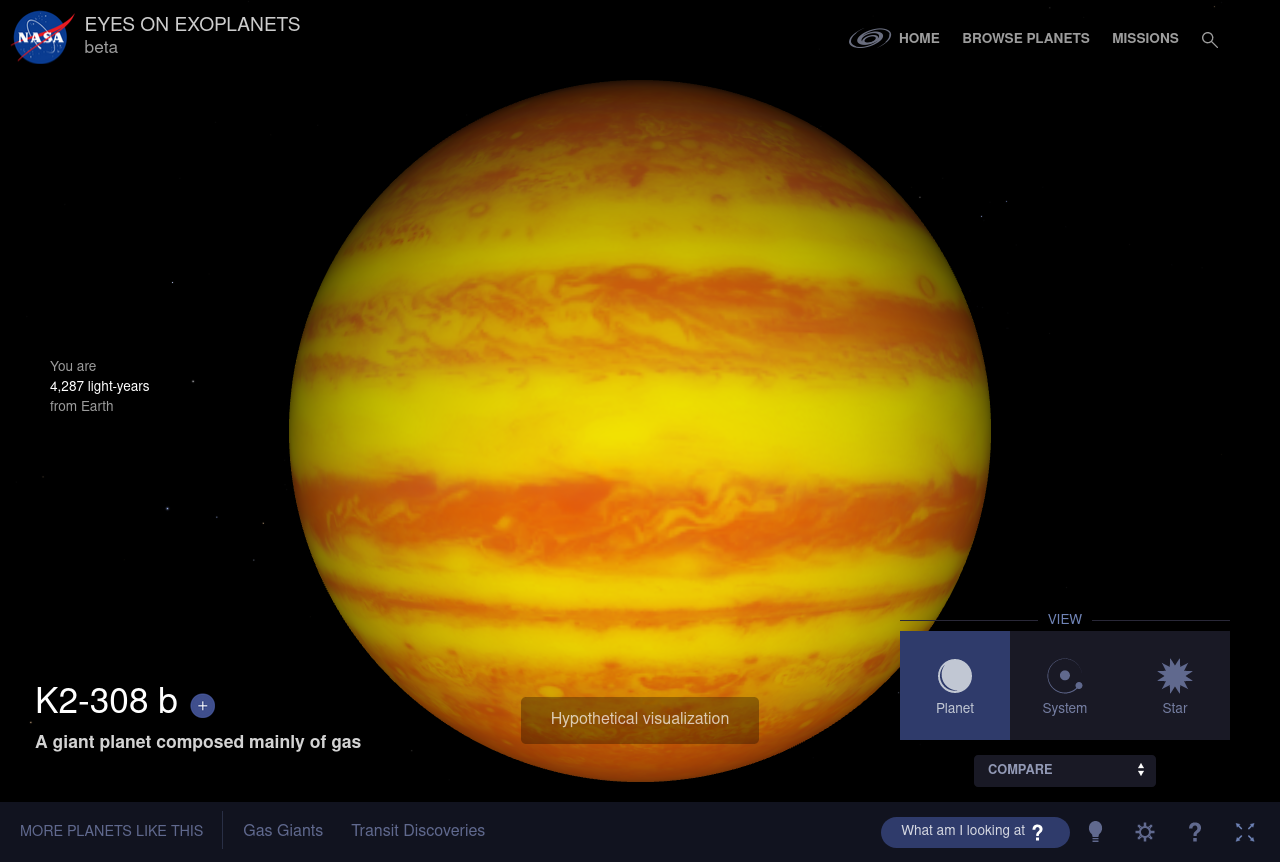 NASA
EYES ON EXOPLANETS
beta
HOME
BROWSE PLANETS
MISSIONS
You are
4,287 light-years
from Earth
VIEW
Planet
System
Star
K2-308 b
+
A giant planet composed mainly of gas
Hypothetical visualization
COMPARE
MORE PLANETS LIKE THIS
Gas Giants
Transit Discoveries
What am I looking at ?
?